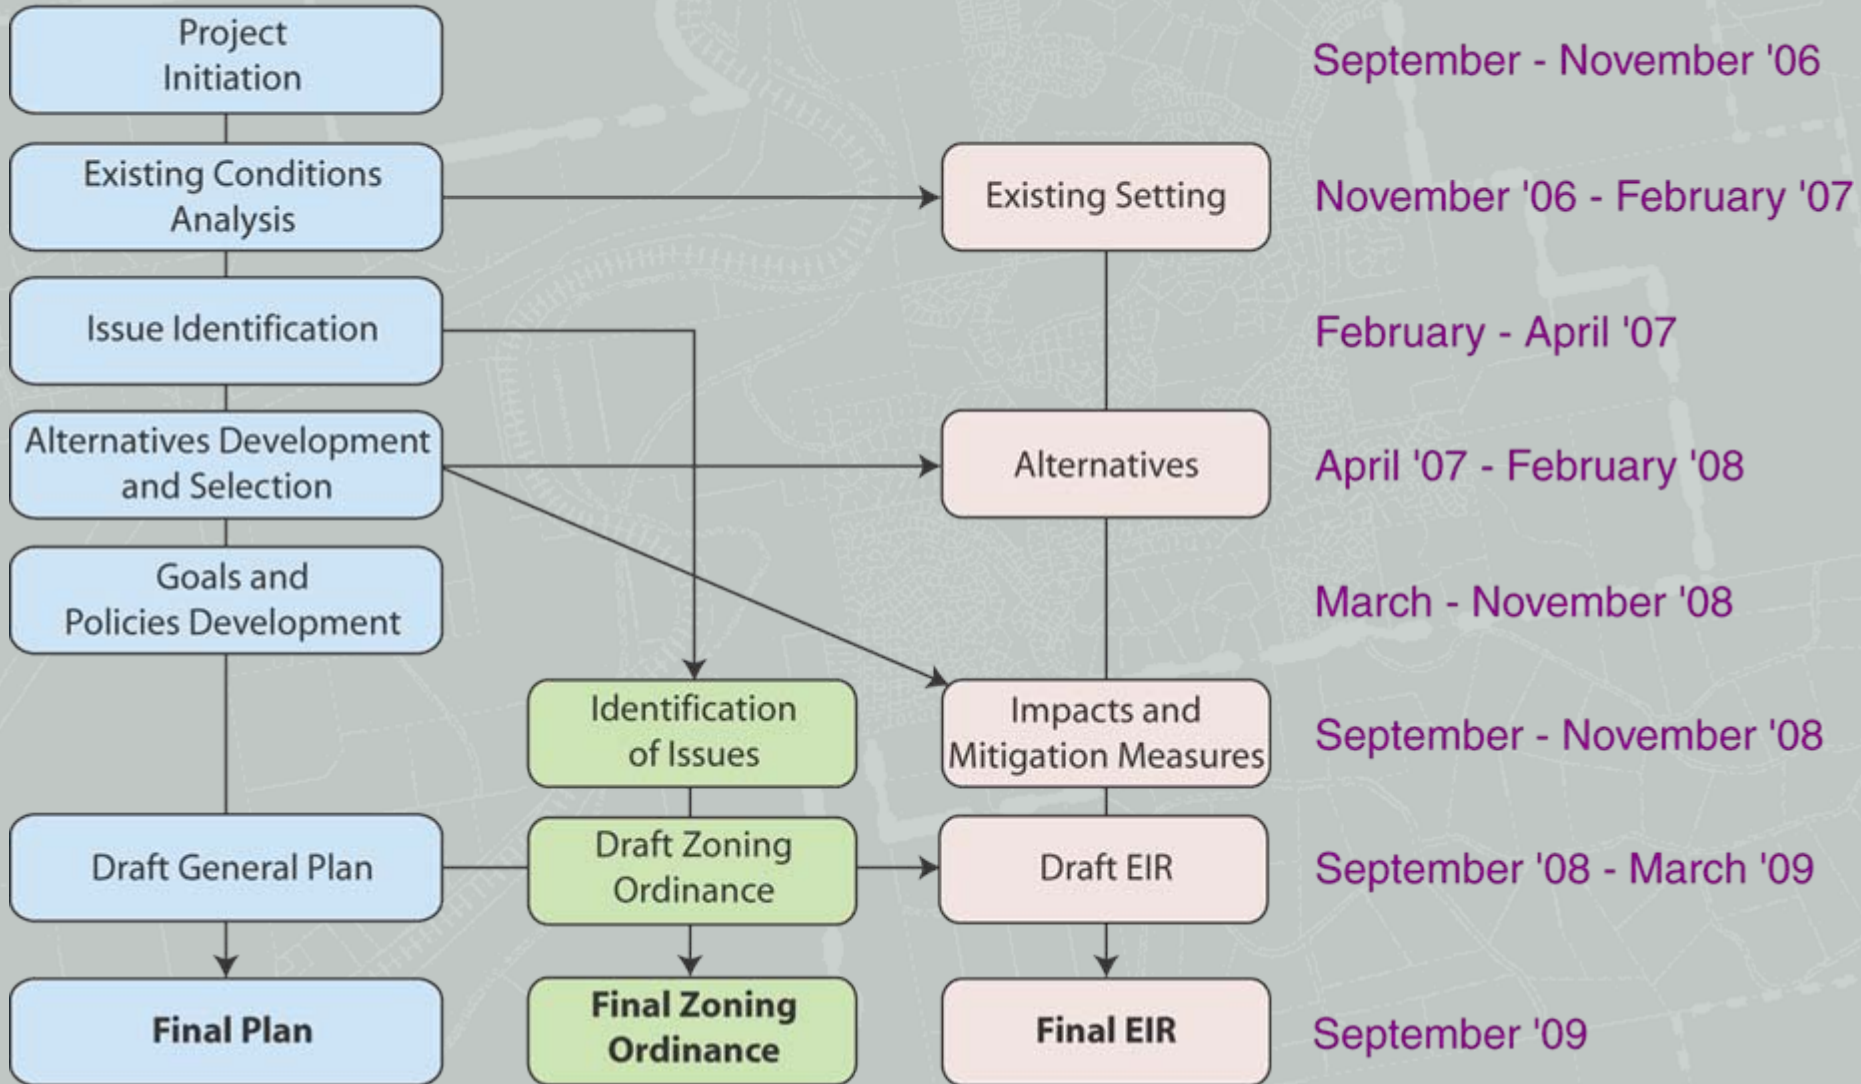 Project
Initiation
September - November '06
Existing Conditions
Analysis
Existing Setting
November '06 - February '07
Issue Identification
February - April '07
Alternatives Development
and Selection
Alternatives
April '07 - February '08
Goals and
Policies Development
March - November '08
Identification
of Issues
Impacts and
Mitigation Measures
September - November '08
Draft General Plan
Draft Zoning
Ordinance
Draft EIR
September '08 - March '09
Final Plan
Final Zoning
Ordinance
Final EIR
September '09